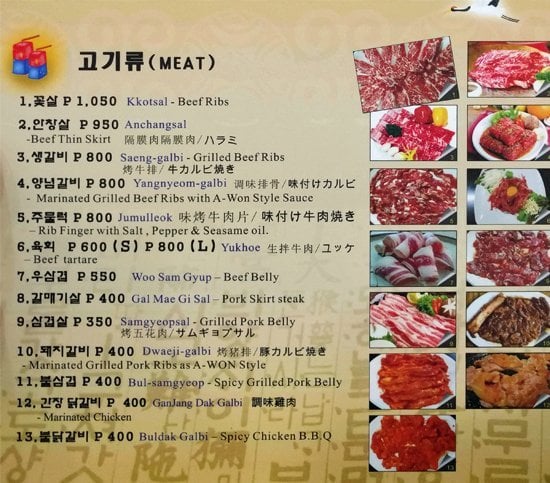 고기류(MEAT)
1.꽃살 P 1,050 Kkotsal - Beef Ribs
2.안창살 P 950 Anchangsal
-Beef Thin Skirt 隔膜肉隔膜肉/ハラミ
3.생갈비 P 800 Saeng-galbi - Grilled Beef Ribs
烤牛排/牛カルビ焼き
4.양념갈비 P 800 Yangnyeom-galbi 调味排骨/味付けカルビ
- Marinated Grilled Beef Ribs with A-Won Style Sauce
5.주물럭 P 800 Jumulleok 味烤牛肉片/味付け牛肉焼き
- Rib Finger with Salt , Pepper & Seasame oil.
6.육회 P 600 (S) P 800 (L) Yukhoe 生拌牛肉/ユッケ
- Beef tartare
7.우삼겹 P 550 Woo Sam Gyup - Beef Belly
8.갈매기살 P 400 Gal Mae Gi Sal - Pork Skirt steak
9.삼겹살 P 350 Samgyeopsal - Grilled Pork Belly
烤五花肉/サムギョプサル
10.돼지갈비 P 400 Dwaeji-galbi 烤猪排/豚カルビ焼き
- Marinated Grilled Pork Ribs as A-WON Style
11.불삼겹 P 400 Bul-samgyeop - Spicy Grilled Pork Belly
12. 간장 닭갈비 P 400 GanJang Dak Galbi 調味雞肉
- Marinated Chicken
13.불닭갈비 P 400 Buldak Galbi - Spicy Chicken B.B.Q